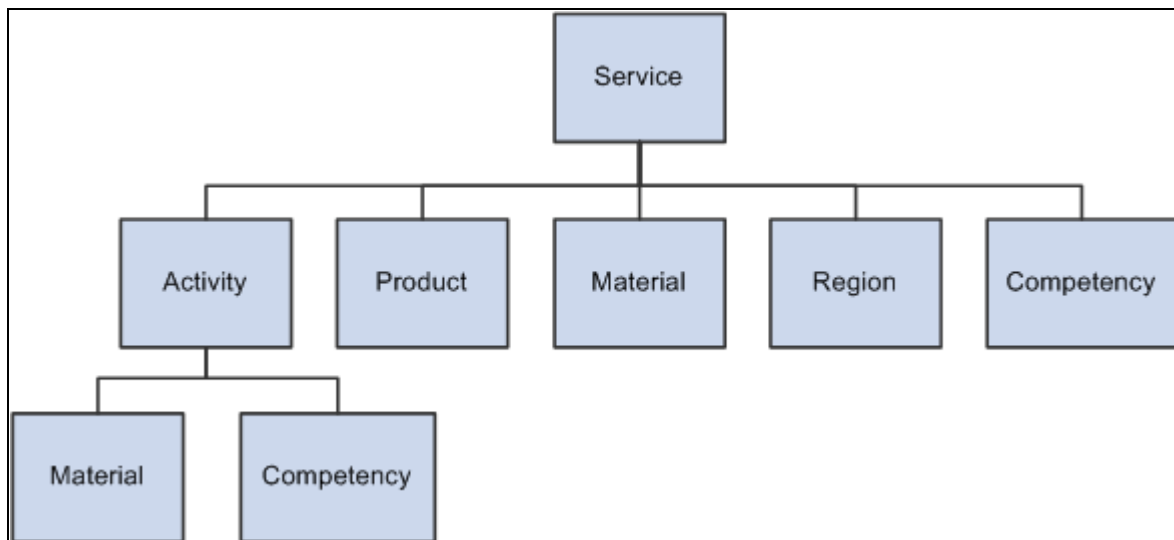 Service
Activity
Product
Material
Region
Competency
Material
Competency